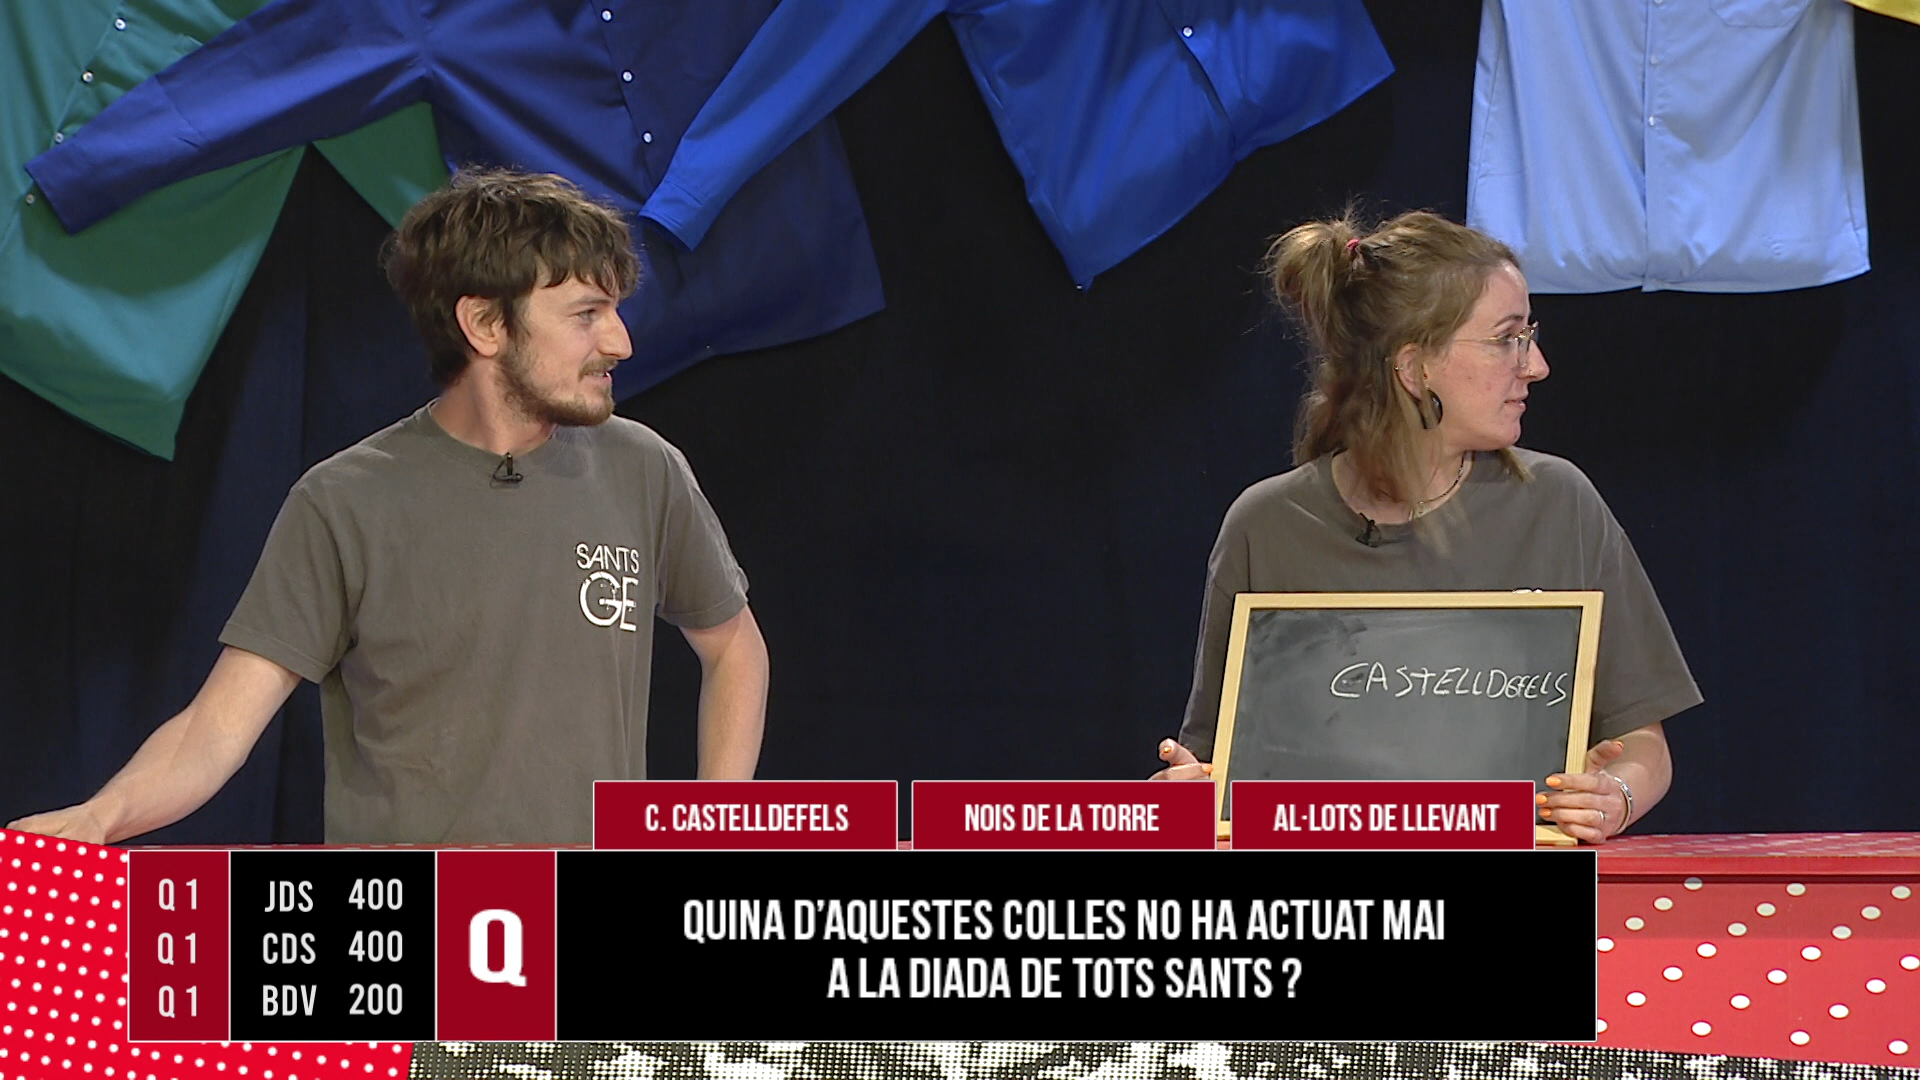 SANTS
GE
CASTELLDEFELS
C. CASTELLDEFELS
NOIS DE LA TORRE
AL·LOTS DE LLEVANT
Q 1 JDS 400
Q 1 CDS 400
Q 1 BDV 200
Q
QUINA D'AQUESTES COLLES NO HA ACTUAT MAI
A LA DIADA DE TOTS SANTS ?